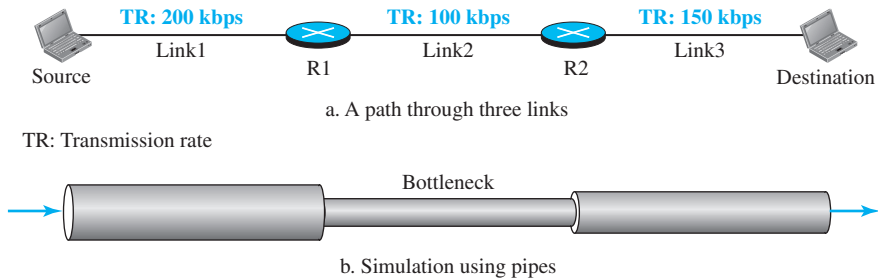 TR: 200 kbps TR: 100 kbps TR: 150 kbps
Link1 Link2 Link3
Source R1 R2 Destination
a. A path through three links
TR: Transmission rate
Bottleneck
b. Simulation using pipes